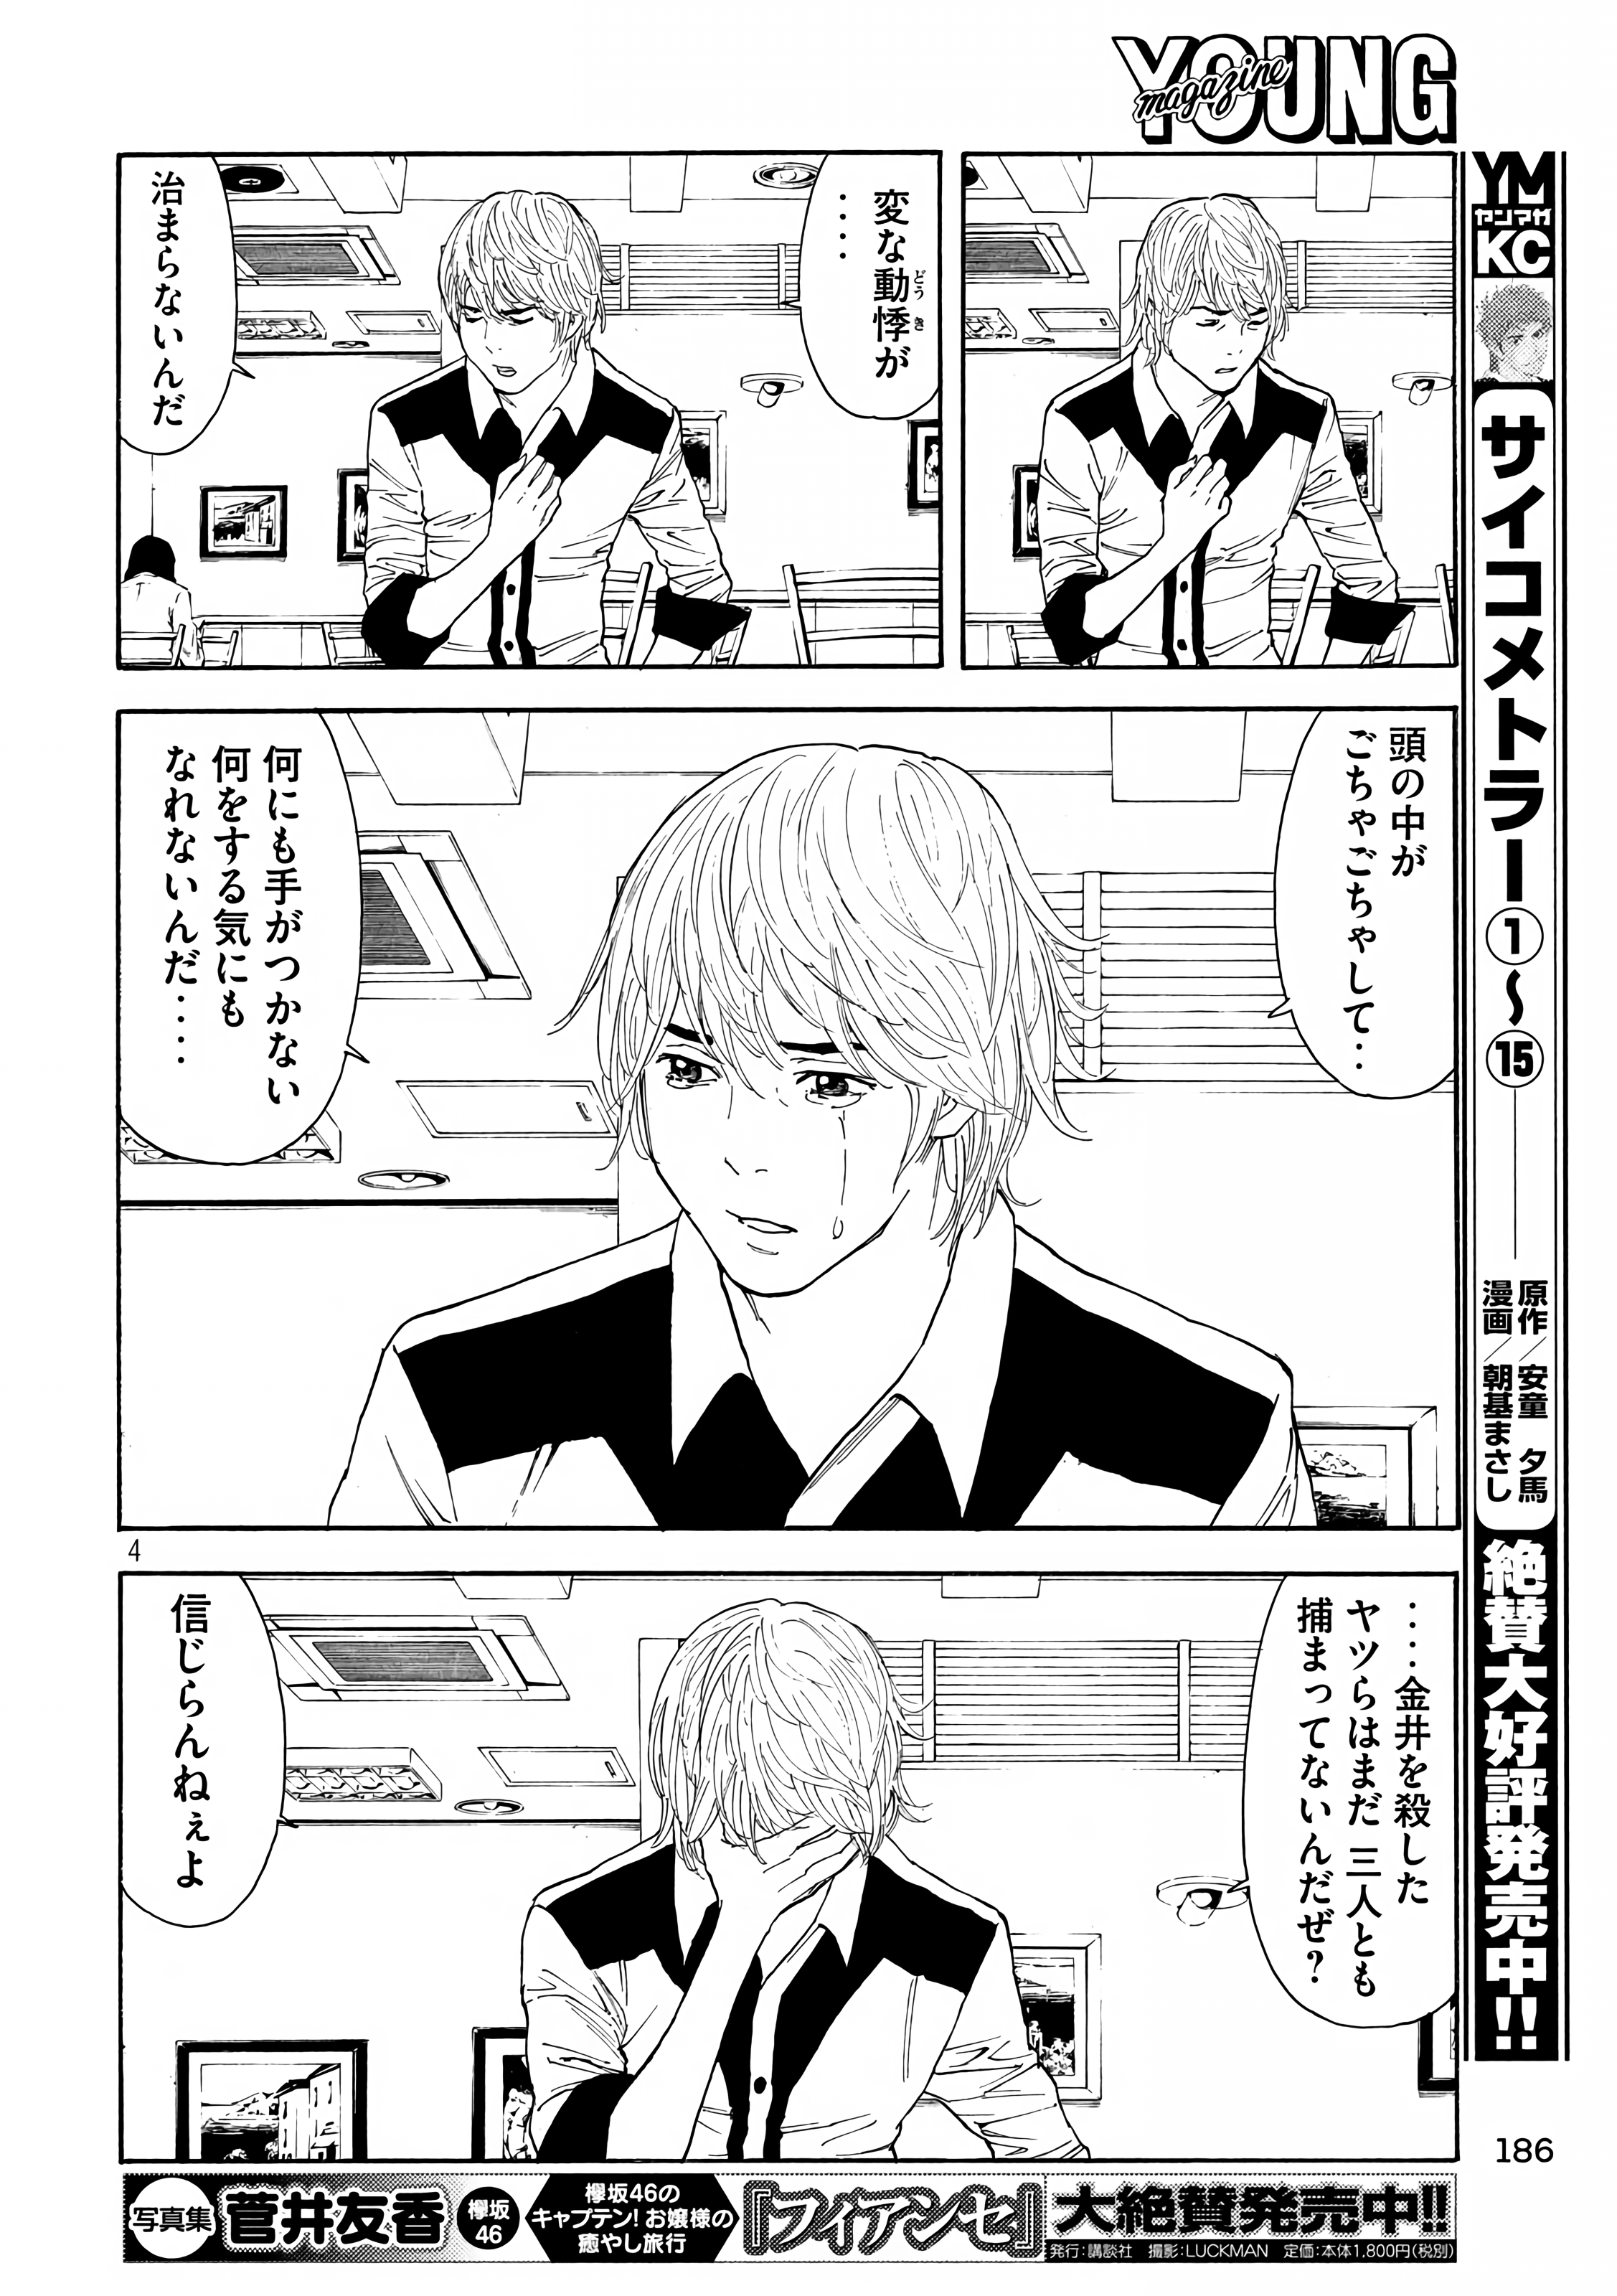 YOUNG
magazine
変な動悸が
‥‥
どうき
治まらないんだ
頭の中が
ごちゃごちゃして‥
何にも手がつかない
何をする気にも
なれないんだ‥‥
4
‥‥金井を殺した
ヤツらはまだ三人とも
捕まってないんだぜ？
信じらんねぇよ
YM
ヤンマガ
KC
サイコメトラー①〜⑮
原作／安童 夕馬
漫画／朝基まさし
絶賛大好評発売中!!
186
写真集
菅井友香
欅坂
46
欅坂46の
キャプテン！お嬢様の
癒やし旅行
『フィアンセ』
大絶賛発売中!!
発行：講談社 撮影：LUCKMAN 定価：本体1,800円（税別）